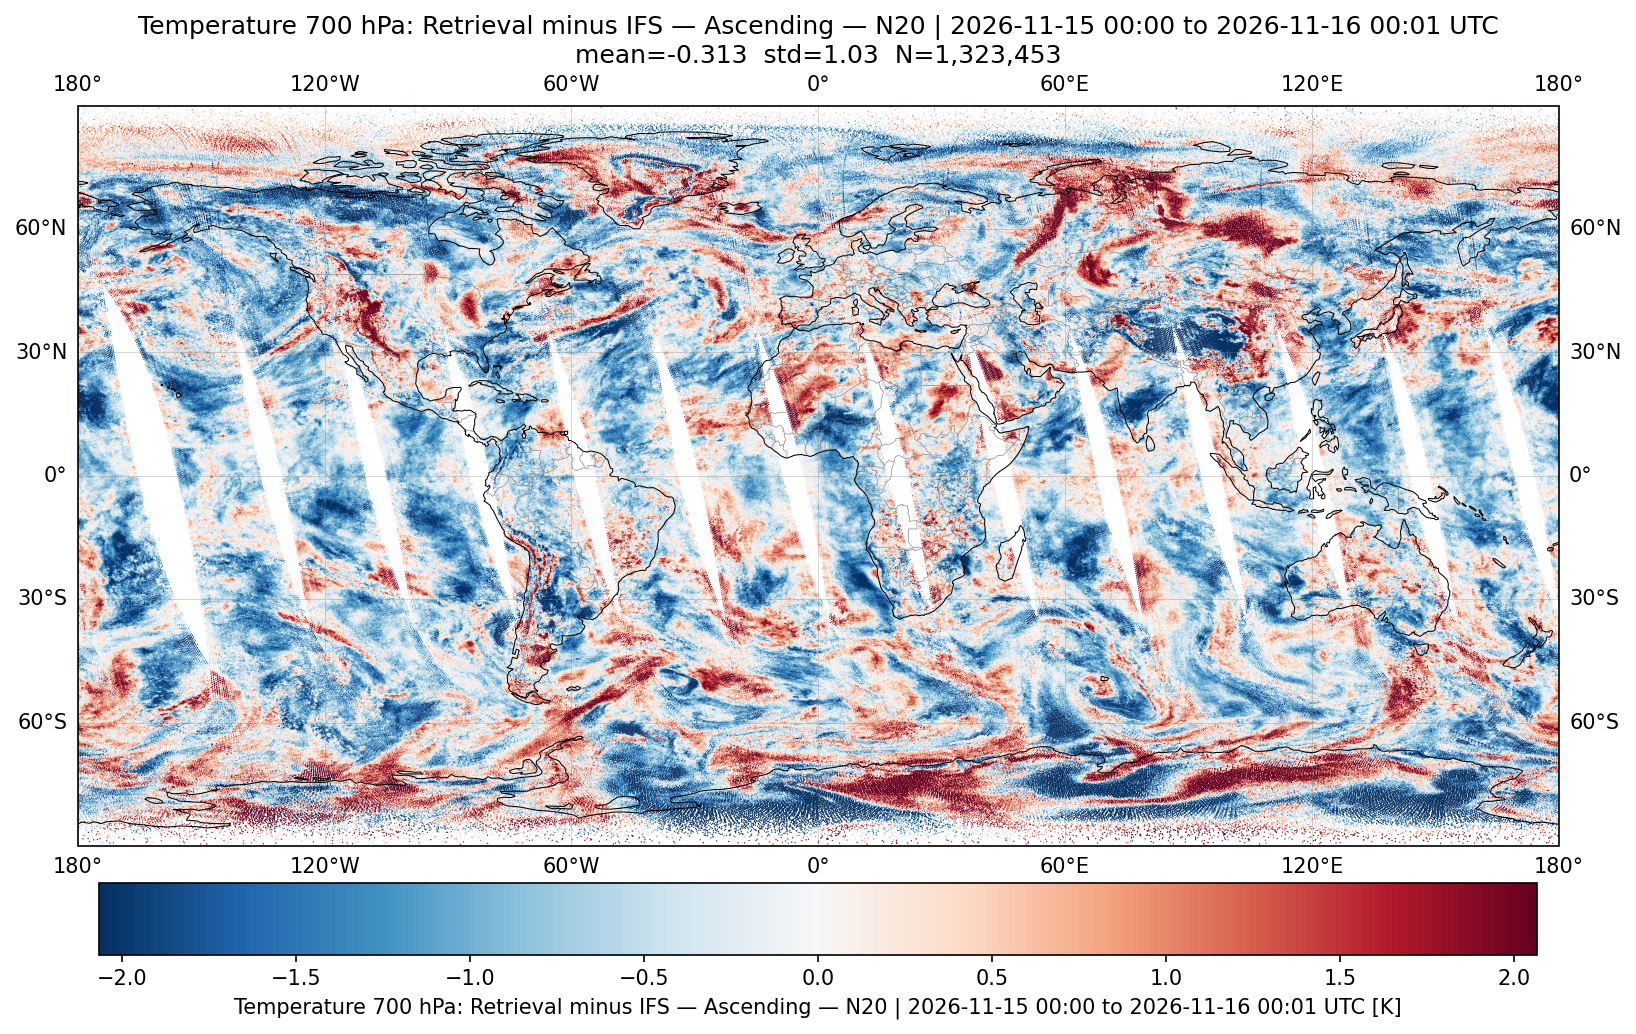 Temperature 700 hPa: Retrieval minus IFS — Ascending — N20 | 2026-11-15 00:00 to 2026-11-16 00:01 UTC
mean=-0.313  std=1.03  N=1,323,453
180° 120°W 60°W 0° 60°E 120°E 180°
60°N 60°N
30°N 30°N
0° 0°
30°S 30°S
60°S 60°S
180° 120°W 60°W 0° 60°E 120°E 180°
−2.0 −1.5 −1.0 −0.5 0.0 0.5 1.0 1.5 2.0
Temperature 700 hPa: Retrieval minus IFS — Ascending — N20 | 2026-11-15 00:00 to 2026-11-16 00:01 UTC [K]